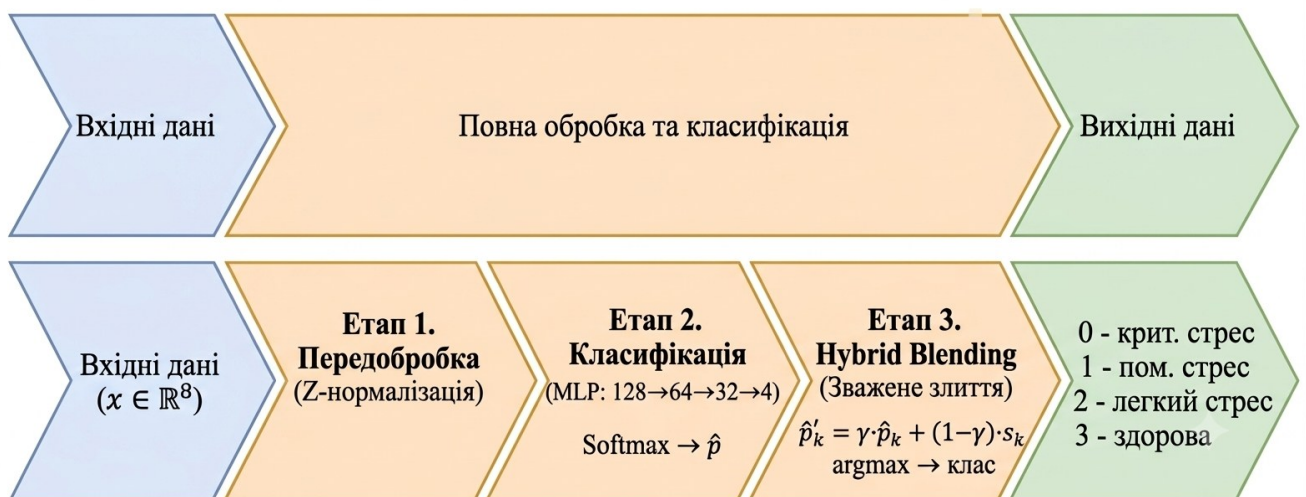 Вхідні дані
Повна обробка та класифікація
Вихідні дані
Вхідні дані
(𝑥 ∈ ℝ⁸)
Етап 1.
Передобробка
(Z-нормалізація)
Етап 2.
Класифікація
(MLP: 128→64→32→4)
Softmax → p̂
Етап 3.
Hybrid Blending
(Зважене злиття)
p̂′ₖ = γ·p̂ₖ + (1−γ)·sₖ
argmax → клас
0 - крит. стрес
1 - пом. стрес
2 - легкий стрес
3 - здорова